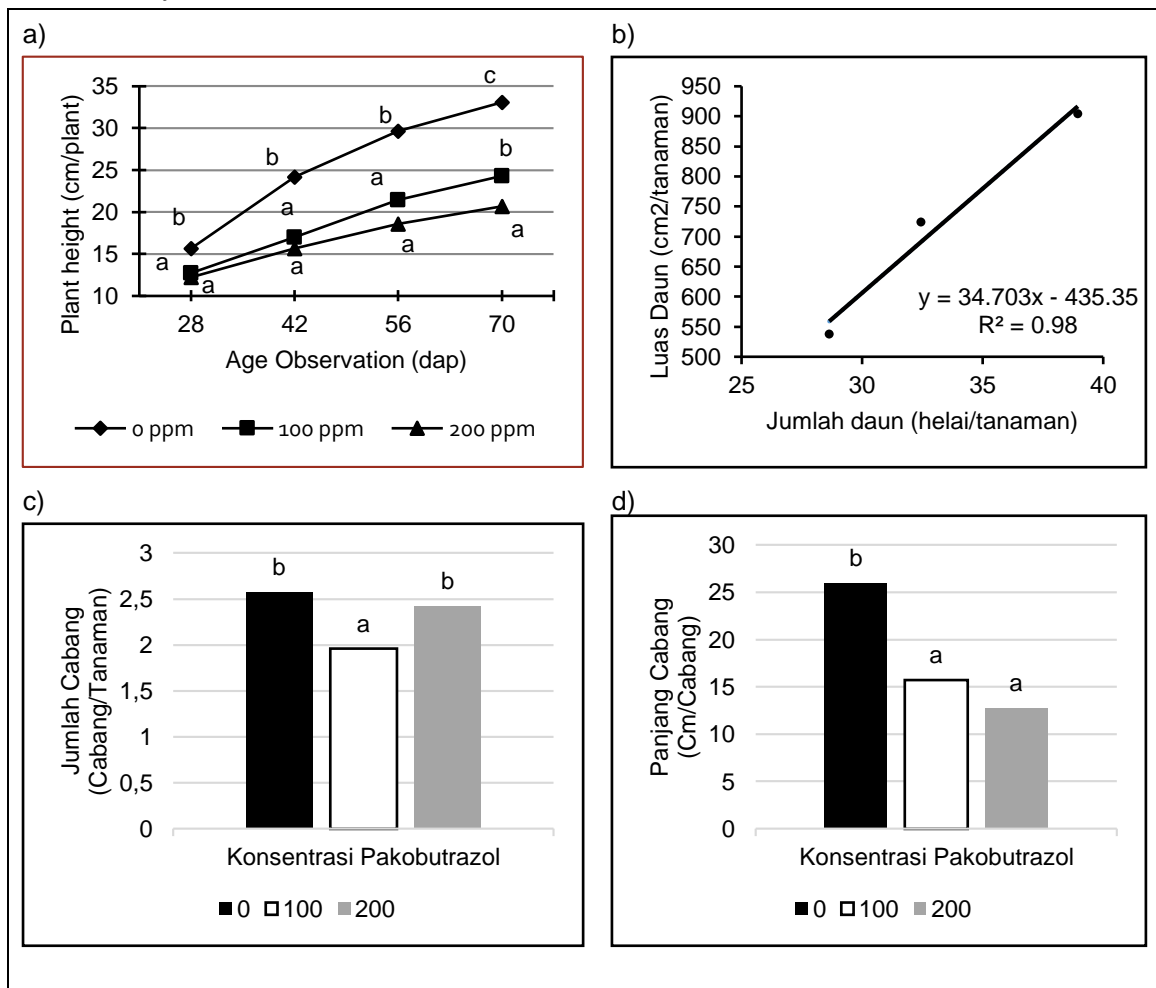 a)
35
30
25
20
15
10
Plant height (cm/plant)
b
b
b
c
a
a
a
b
a
a
a
a
28 42 56 70
Age Observation (dap)
0 ppm 100 ppm 200 ppm
b)
950
900
850
800
750
700
650
600
550
500
Luas Daun (cm2/tanaman)
y = 34.703x - 435.35
R² = 0.98
25 30 35 40
Jumlah daun (helai/tanaman)
c)
3
2,5
2
1,5
1
0,5
0
Jumlah Cabang
(Cabang/Tanaman)
b
a
b
Konsentrasi Pakobutrazol
0 100 200
d)
30
25
20
15
10
5
0
Panjang Cabang
(Cm/Cabang)
b
a
a
Konsentrasi Pakobutrazol
0 100 200